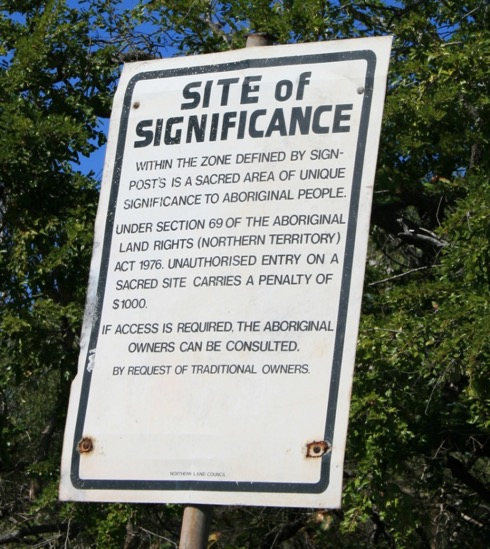 SITE of
SIGNIFICANCE
WITHIN THE ZONE DEFINED BY SIGN-
POST'S IS A SACRED AREA OF UNIQUE
SIGNIFICANCE TO ABORIGINAL PEOPLE.
UNDER SECTION 69 OF THE ABORIGINAL
LAND RIGHTS (NORTHERN TERRITORY)
ACT 1976. UNAUTHORISED ENTRY ON A
SACRED SITE CARRIES A PENALTY OF
$1000.
IF ACCESS IS REQUIRED, THE ABORIGINAL
OWNERS CAN BE CONSULTED.
BY REQUEST OF TRADITIONAL OWNERS.
NORTHERN LAND COUNCIL